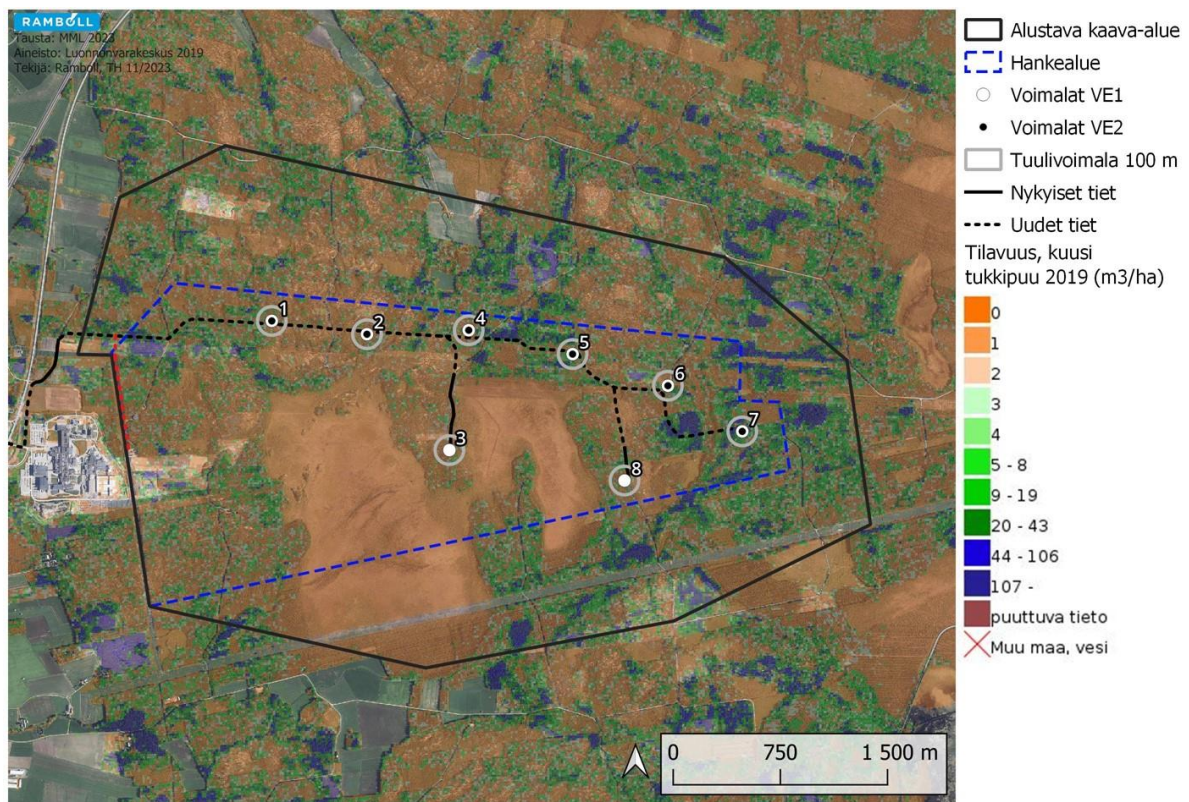 RAMBOLL
Tausta: MML 2023
Aineisto: Luonnonvarakeskus 2019
Tekijä: Ramboll, TH 11/2023
1
2
4
5
6
7
3
8
0 750 1 500 m
Alustava kaava-alue
Hankealue
Voimalat VE1
Voimalat VE2
Tuulivoimala 100 m
Nykyiset tiet
Uudet tiet
Tilavuus, kuusi
tukkipuu 2019 (m3/ha)
0
1
2
3
4
5 - 8
9 - 19
20 - 43
44 - 106
107 -
puuttuva tieto
Muu maa, vesi